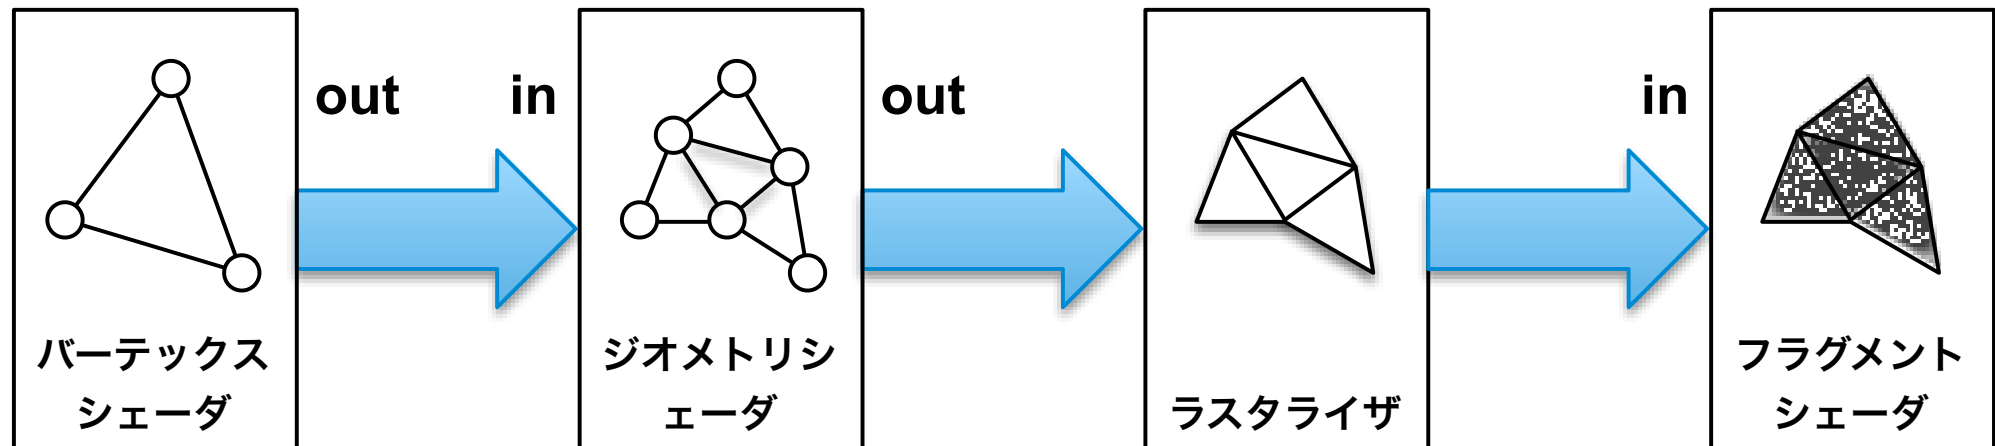 out
in
out
in
バーテックス
シェーダ
ジオメトリシ
ェーダ
ラスタライザ
フラグメント
シェーダ